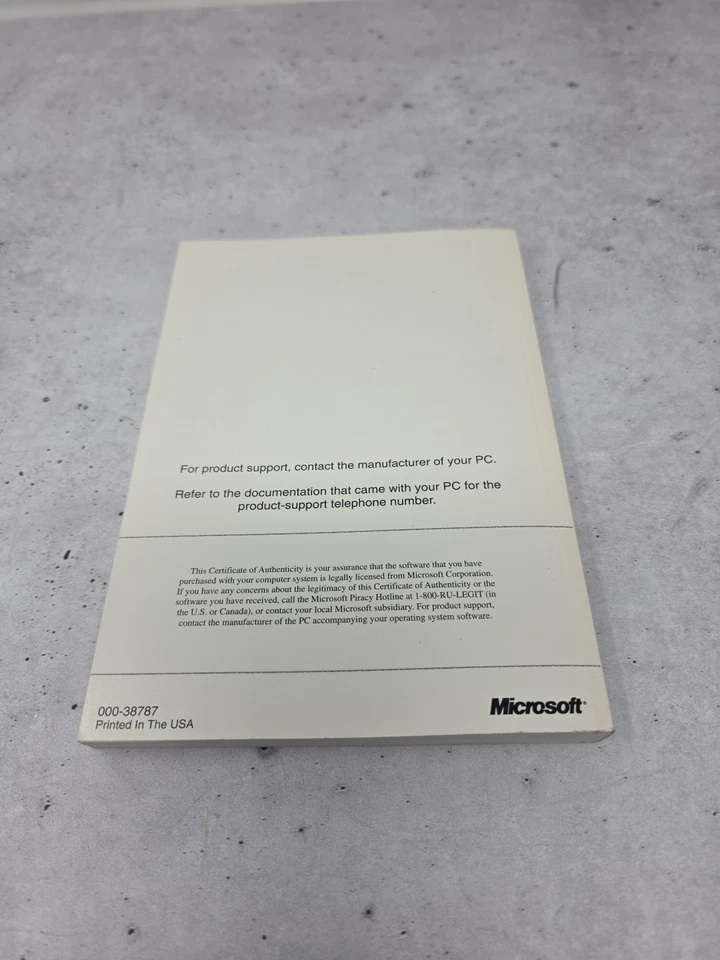 For product support, contact the manufacturer of your PC.
Refer to the documentation that came with your PC for the
product-support telephone number.
This Certificate of Authenticity is your assurance that the software that you have
purchased with your computer system is legally licensed from Microsoft Corporation.
If you have any concerns about the legitimacy of this Certificate of Authenticity or the
software you have received, call the Microsoft Piracy Hotline at 1-800-RU-LEGIT (in
the U.S. or Canada), or contact your local Microsoft subsidiary. For product support,
contact the manufacturer of the PC accompanying your operating system software.
000-38787
Printed In The USA
Microsoft®